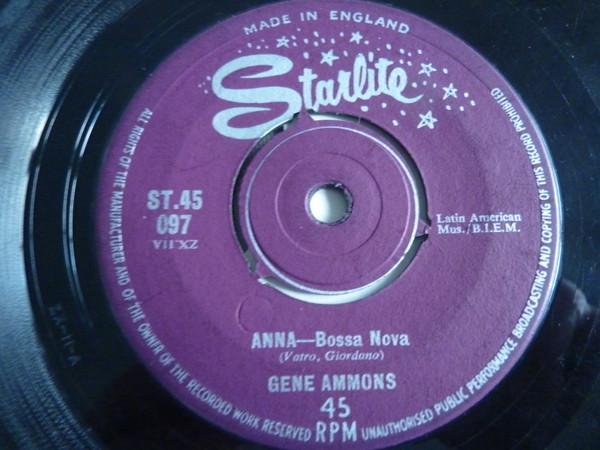 MADE IN ENGLAND
Starlite
ST.45
097
VII XZ
Latin American
Mus./B.I.E.M.
ANNA—Bossa Nova
(Vatro, Giordano)
GENE AMMONS
45
RPM
ALL RIGHTS OF THE MANUFACTURER AND OF THE OWNER OF THE RECORDED WORK RESERVED
UNAUTHORISED PUBLIC PERFORMANCE BROADCASTING AND COPYING OF THIS RECORD PROHIBITED